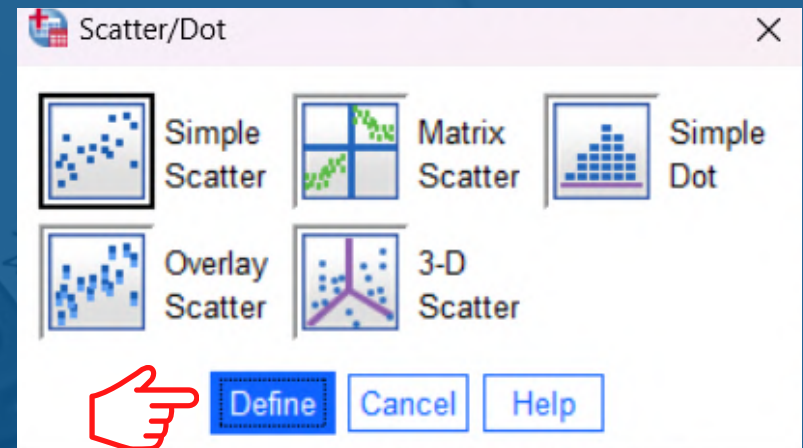 Scatter/Dot
Simple
Scatter
Matrix
Scatter
Simple
Dot
Overlay
Scatter
3-D
Scatter
Define
Cancel
Help